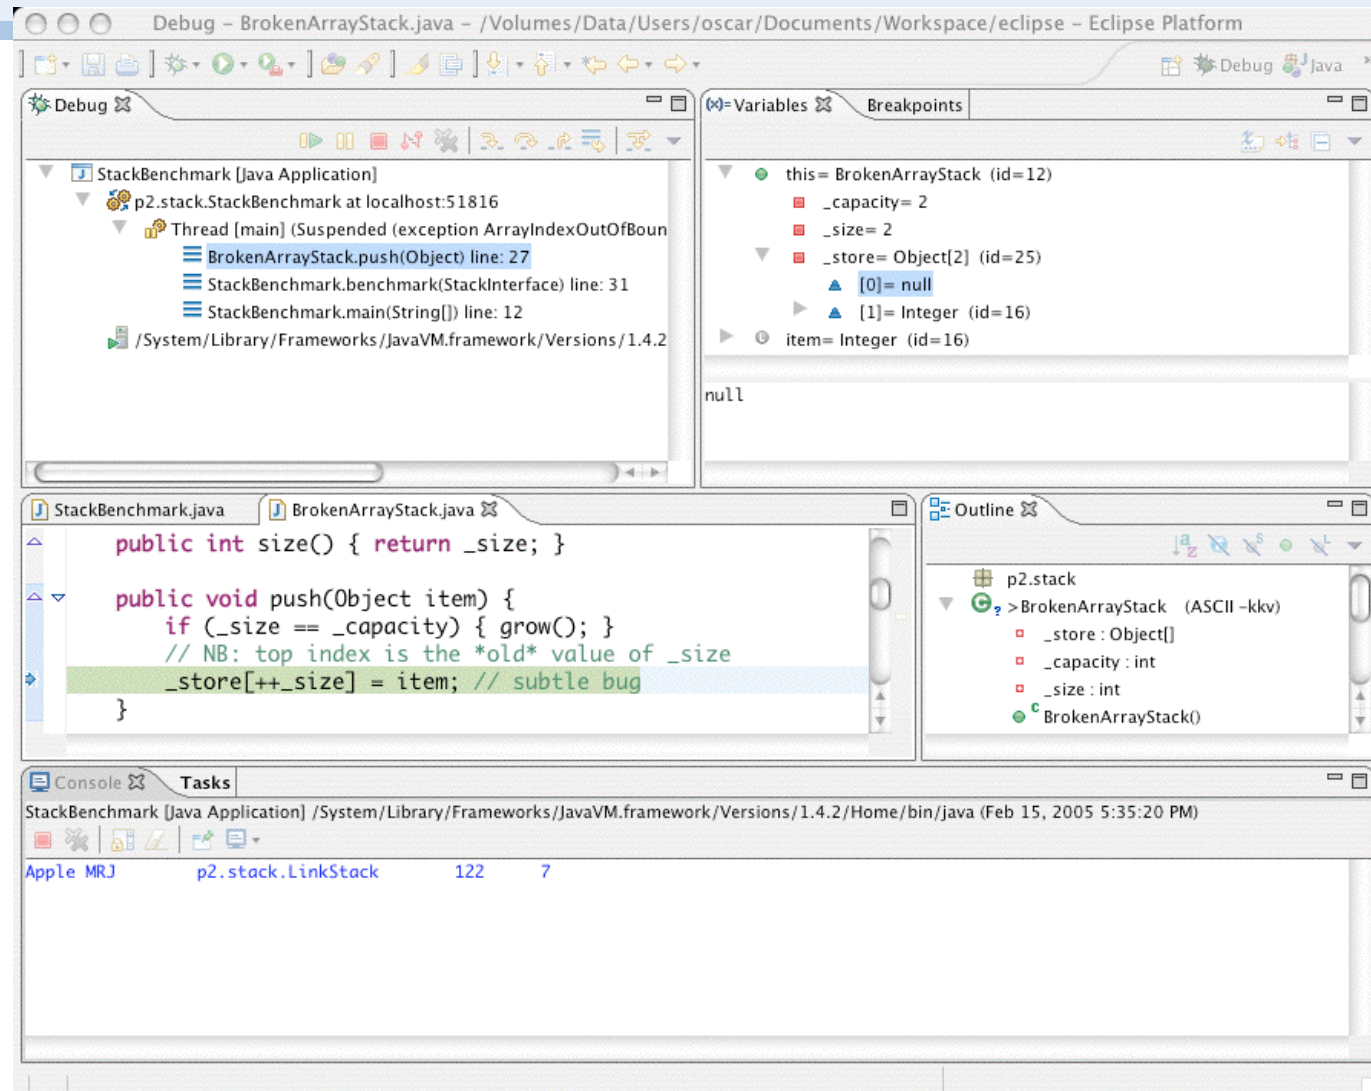 Debug – BrokenArrayStack.java – /Volumes/Data/Users/oscar/Documents/Workspace/eclipse – Eclipse Platform
Debug Java
Debug
Variables Breakpoints
StackBenchmark [Java Application]
p2.stack.StackBenchmark at localhost:51816
Thread [main] (Suspended (exception ArrayIndexOutOfBoun
BrokenArrayStack.push(Object) line: 27
StackBenchmark.benchmark(StackInterface) line: 31
StackBenchmark.main(String[]) line: 12
/System/Library/Frameworks/JavaVM.framework/Versions/1.4.2
this= BrokenArrayStack (id=12)
_capacity= 2
_size= 2
_store= Object[2] (id=25)
[0]= null
[1]= Integer (id=16)
item= Integer (id=16)
null
StackBenchmark.java BrokenArrayStack.java
public int size() { return _size; }
public void push(Object item) {
if (_size == _capacity) { grow(); }
// NB: top index is the *old* value of _size
_store[++_size] = item; // subtle bug
}
Outline
p2.stack
>BrokenArrayStack (ASCII -kkv)
_store : Object[]
_capacity : int
_size : int
BrokenArrayStack()
Console Tasks
StackBenchmark [Java Application] /System/Library/Frameworks/JavaVM.framework/Versions/1.4.2/Home/bin/java (Feb 15, 2005 5:35:20 PM)
Apple MRJ p2.stack.LinkStack 122 7